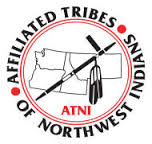 AFFILIATED TRIBES
OF NORTHWEST INDIANS
ATNI